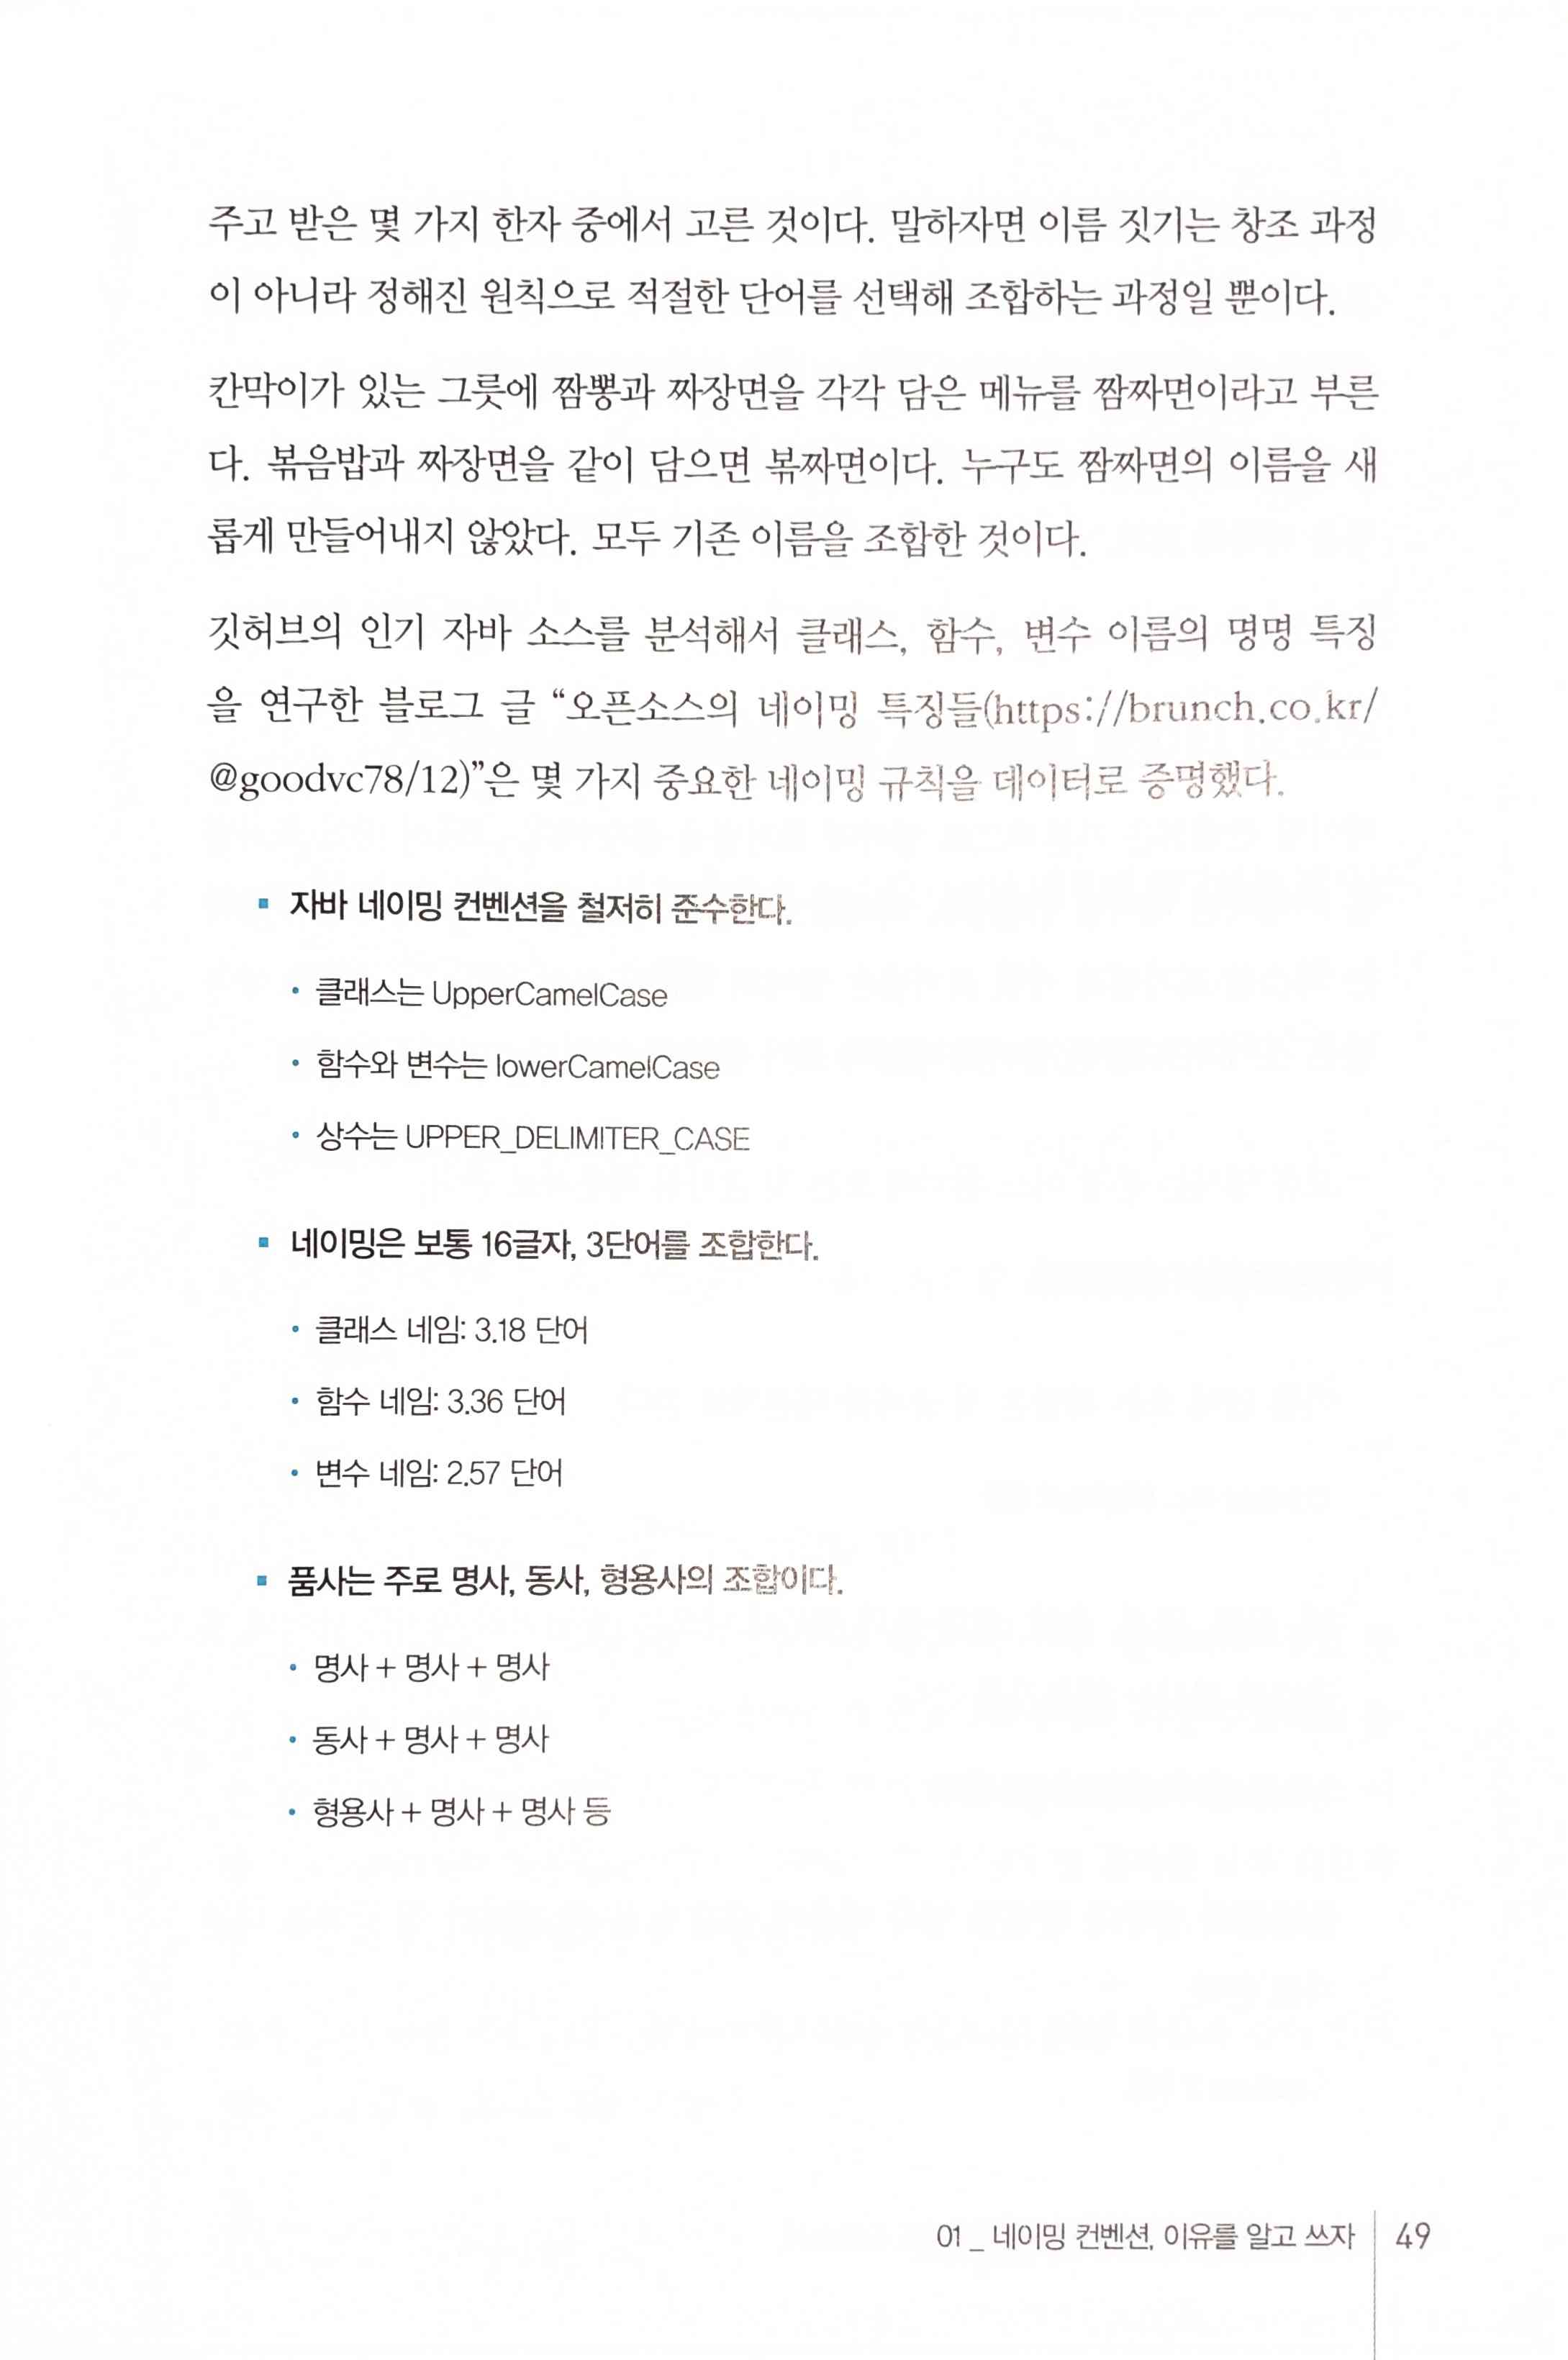 주고 받은 몇 가지 한자 중에서 고른 것이다. 말하자면 이름 짓기는 창조 과정
이 아니라 정해진 원칙으로 적절한 단어를 선택해 조합하는 과정일 뿐이다.
칸막이가 있는 그릇에 짬뽕과 짜장면을 각각 담은 메뉴를 짬짜면이라고 부른
다. 볶음밥과 짜장면을 같이 담으면 볶짜면이다. 누구도 짬짜면의 이름을 새
롭게 만들어내지 않았다. 모두 기존 이름을 조합한 것이다.
깃허브의 인기 자바 소스를 분석해서 클래스, 함수, 변수 이름의 명명 특징
을 연구한 블로그 글 “오픈소스의 네이밍 특징들(https://brunch.co.kr/
@goodvc78/12)”은 몇 가지 중요한 네이밍 규칙을 데이터로 증명했다.
▪ 자바 네이밍 컨벤션을 철저히 준수한다.
• 클래스는 UpperCamelCase
• 함수와 변수는 lowerCamelCase
• 상수는 UPPER_DELIMITER_CASE
▪ 네이밍은 보통 16글자, 3단어를 조합한다.
• 클래스 네임: 3.18 단어
• 함수 네임: 3.36 단어
• 변수 네임: 2.57 단어
▪ 품사는 주로 명사, 동사, 형용사의 조합이다.
• 명사 + 명사 + 명사
• 동사 + 명사 + 명사
• 형용사 + 명사 + 명사 등
01 _ 네이밍 컨벤션, 이유를 알고 쓰자 49